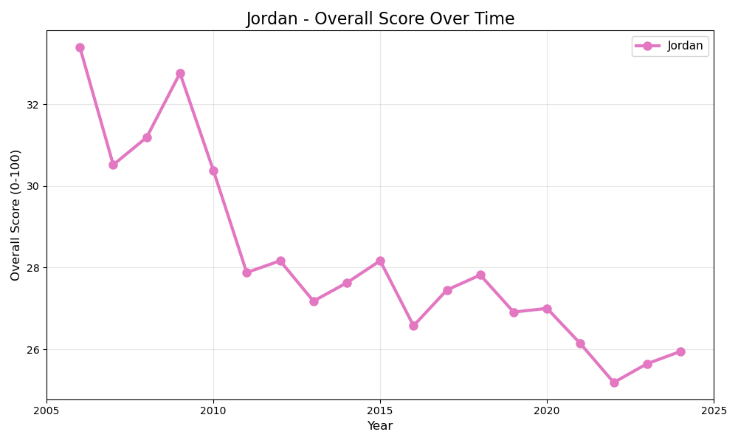 Jordan - Overall Score Over Time
Jordan
Overall Score (0-100)
32
30
28
26
2005
2010
2015
2020
2025
Year